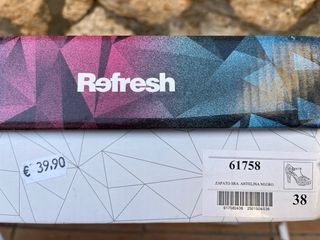 Refresh
€ 39,90
61758
ZAPATO SRA. ANTELINA NEGRO.
38